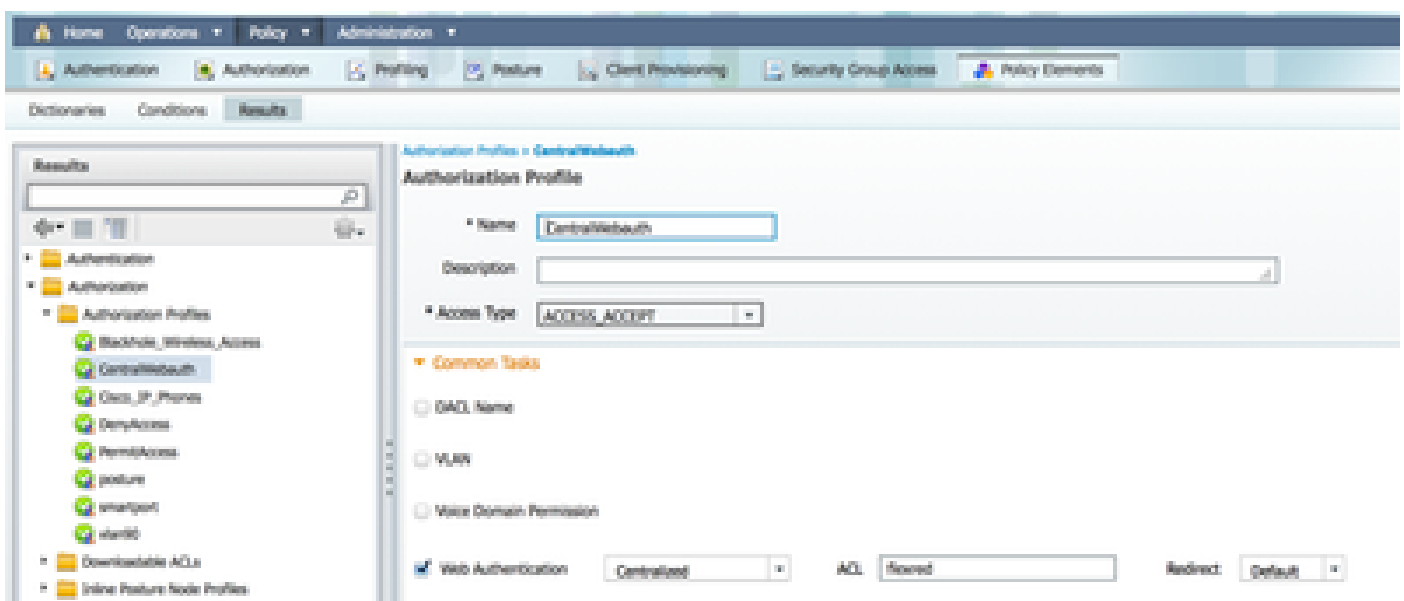 Home Operations Policy Administration
Authentication Authorization Profiling Posture Client Provisioning Security Group Access Policy Elements
Dictionaries Conditions Results
Results
Authentication
Authorization
Authorization Profiles
Blackhole_Wireless_Access
CentralWebauth
Cisco_IP_Phones
DenyAccess
PermitAccess
posture
smartport
vlan90
Downloadable ACLs
Inline Posture Node Profiles
Authorization Profiles > CentralWebauth
Authorization Profile
* Name CentralWebauth
Description
* Access Type ACCESS_ACCEPT
Common Tasks
DACL Name
VLAN
Voice Domain Permission
Web Authentication Centralized ACL flexred Redirect Default